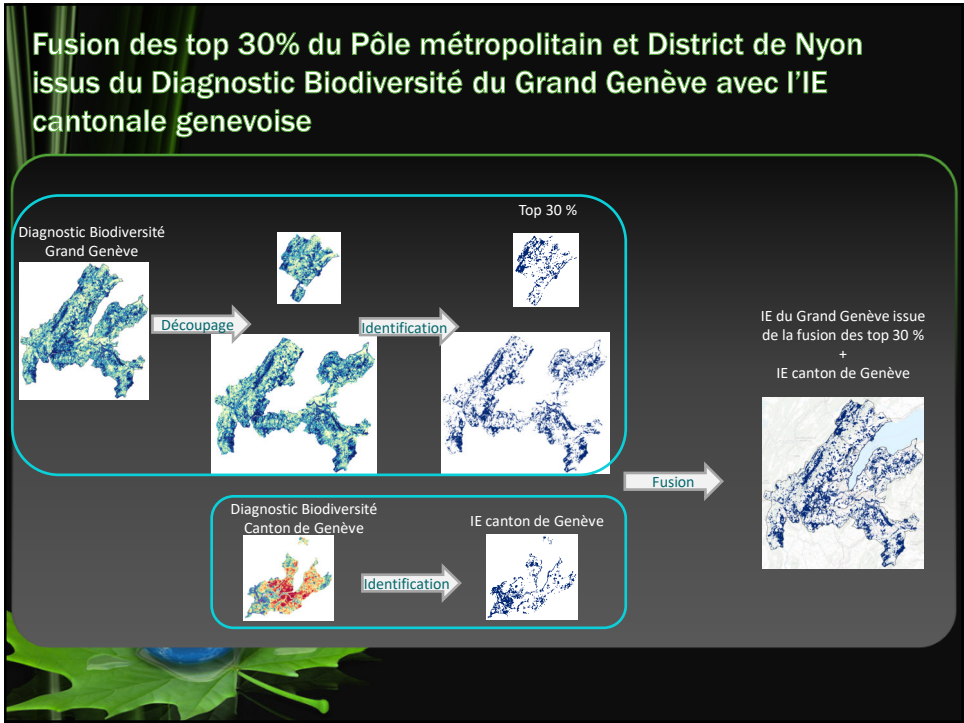 Fusion des top 30% du Pôle métropolitain et District de Nyon
issus du Diagnostic Biodiversité du Grand Genève avec l'IE
cantonale genevoise
Diagnostic Biodiversité
Grand Genève
Découpage
Identification
Top 30 %
Diagnostic Biodiversité
Canton de Genève
Identification
IE canton de Genève
Fusion
IE du Grand Genève issue
de la fusion des top 30 %
+
IE canton de Genève